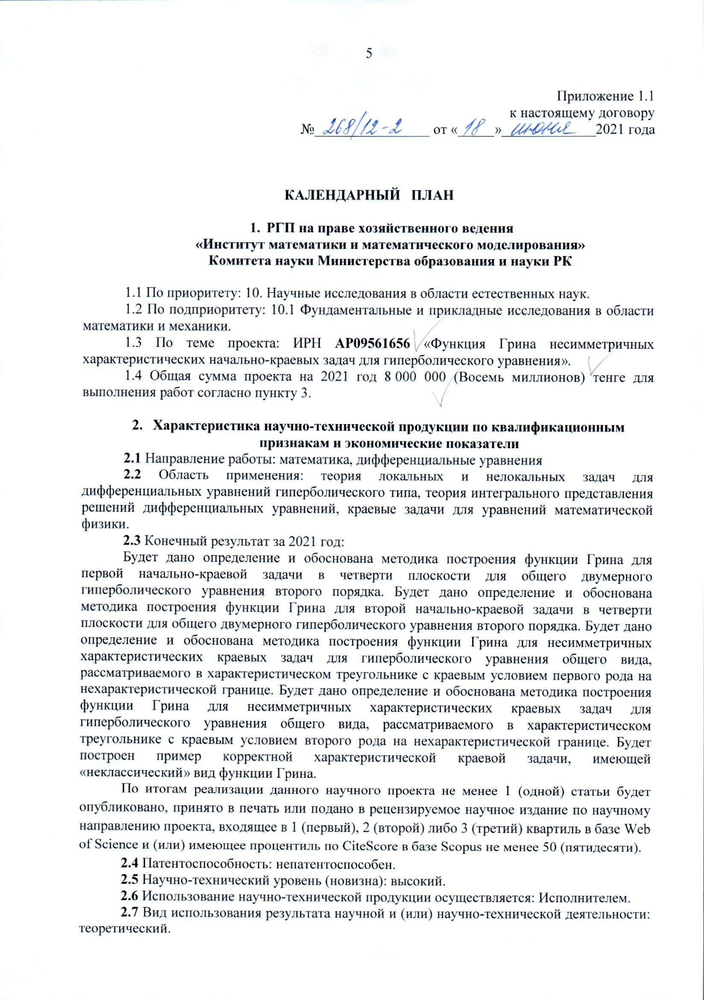 5
Приложение 1.1
к настоящему договору
№ 268/12-2 от «18» июня 2021 года
КАЛЕНДАРНЫЙ ПЛАН
1. РГП на праве хозяйственного ведения
«Институт математики и математического моделирования»
Комитета науки Министерства образования и науки РК
1.1 По приоритету: 10. Научные исследования в области естественных наук.
1.2 По подприоритету: 10.1 Фундаментальные и прикладные исследования в области
математики и механики.
1.3 По теме проекта: ИРН АР09561656 «Функция Грина несимметричных
характеристических начально-краевых задач для гиперболического уравнения».
1.4 Общая сумма проекта на 2021 год 8 000 000 (Восемь миллионов) тенге для
выполнения работ согласно пункту 3.
2. Характеристика научно-технической продукции по квалификационным
признакам и экономические показатели
2.1 Направление работы: математика, дифференциальные уравнения
2.2 Область применения: теория локальных и нелокальных задач для
дифференциальных уравнений гиперболического типа, теория интегрального представления
решений дифференциальных уравнений, краевые задачи для уравнений математической
физики.
2.3 Конечный результат за 2021 год:
Будет дано определение и обоснована методика построения функции Грина для
первой начально-краевой задачи в четверти плоскости для общего двумерного
гиперболического уравнения второго порядка. Будет дано определение и обоснована
методика построения функции Грина для второй начально-краевой задачи в четверти
плоскости для общего двумерного гиперболического уравнения второго порядка. Будет дано
определение и обоснована методика построения функции Грина для несимметричных
характеристических краевых задач для гиперболического уравнения общего вида,
рассматриваемого в характеристическом треугольнике с краевым условием первого рода на
нехарактеристической границе. Будет дано определение и обоснована методика построения
функции Грина для несимметричных характеристических краевых задач для
гиперболического уравнения общего вида, рассматриваемого в характеристическом
треугольнике с краевым условием второго рода на нехарактеристической границе. Будет
построен пример корректной характеристической краевой задачи, имеющей
«неклассический» вид функции Грина.
По итогам реализации данного научного проекта не менее 1 (одной) статьи будет
опубликовано, принято в печать или подано в рецензируемое научное издание по научному
направлению проекта, входящее в 1 (первый), 2 (второй) либо 3 (третий) квартиль в базе Web
of Science и (или) имеющее процентиль по CiteScore в базе Scopus не менее 50 (пятидесяти).
2.4 Патентоспособность: непатентоспособен.
2.5 Научно-технический уровень (новизна): высокий.
2.6 Использование научно-технической продукции осуществляется: Исполнителем.
2.7 Вид использования результата научной и (или) научно-технической деятельности:
теоретический.